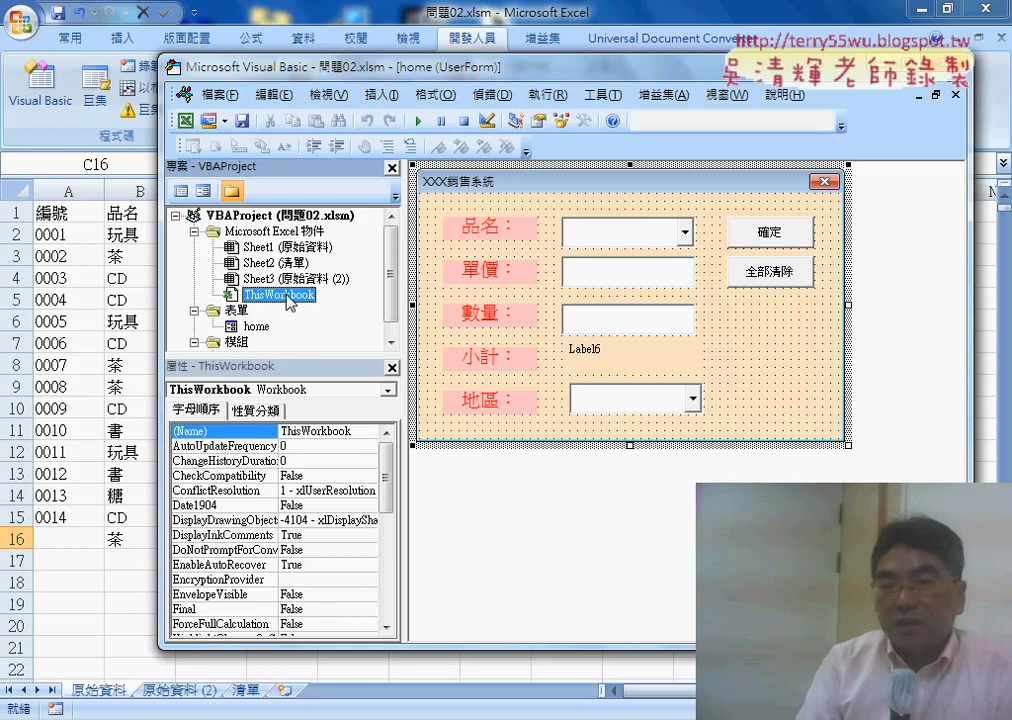 問題02.xlsm - Microsoft Excel
常用 插入 版面配置 公式 資料 校閱 檢視 開發人員 增益集 Universal Document Conve
http://terry55wu.blogspot.tw
吳清輝老師錄製
Visual Basic
巨集
程式碼
C16
A B
1 編號 品名
2 0001 玩具
3 0002 茶
4 0003 CD
5 0004 CD
6 0005 玩具
7 0006 CD
8 0007 茶
9 0008 茶
10 0009 CD
11 0010 書
12 0011 玩具
13 0012 書
14 0013 糖
15 0014 CD
16 茶
17
18
19
20
21
22
原始資料 原始資料 (2) 清單
就緒
Microsoft Visual Basic - 問題02.xlsm - [home (UserForm)]
檔案(F) 編輯(E) 檢視(V) 插入(I) 格式(O) 偵錯(D) 執行(R) 工具(T) 增益集(A) 視窗(W) 說明(H)
專案 - VBAProject
VBAProject (問題02.xlsm)
Microsoft Excel 物件
Sheet1 (原始資料)
Sheet2 (清單)
Sheet3 (原始資料 (2))
ThisWorkbook
表單
home
模組
屬性 - ThisWorkbook
ThisWorkbook Workbook
字母順序 性質分類
(Name) ThisWorkbook
AutoUpdateFrequency 0
ChangeHistoryDuratio 0
CheckCompatibility False
ConflictResolution 1 - xlUserResolution
Date1904 False
DisplayDrawingObject -4104 - xlDisplaySha
DisplayInkComments True
DoNotPromptForConv False
EnableAutoRecover True
EncryptionProvider
EnvelopeVisible False
Final False
ForceFullCalculation False
XXX銷售系統
品名： 確定
單價： 全部清除
數量：
小計： Label6
地區：